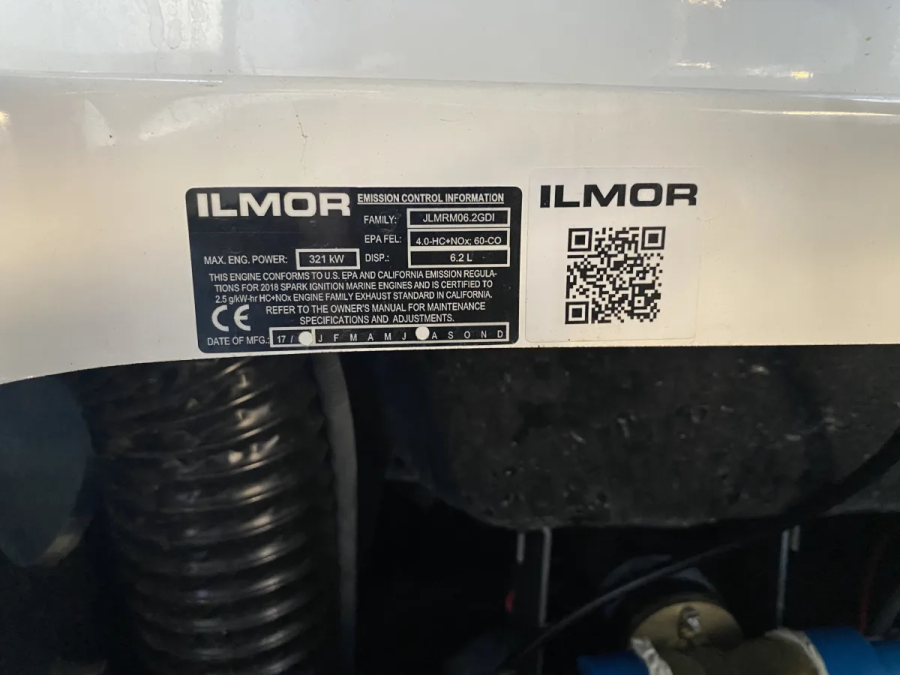 ILMOR EMISSION CONTROL INFORMATION
FAMILY: JLMRM06.2GDI
EPA FEL: 4.0-HC+NOx; 60-CO
MAX. ENG. POWER: 321 kW DISP.: 6.2 L
THIS ENGINE CONFORMS TO U.S. EPA AND CALIFORNIA EMISSION REGULA-
TIONS FOR 2018 SPARK IGNITION MARINE ENGINES AND IS CERTIFIED TO
2.5 g/kW-hr HC+NOx ENGINE FAMILY EXHAUST STANDARD IN CALIFORNIA.
REFER TO THE OWNER'S MANUAL FOR MAINTENANCE
SPECIFICATIONS AND ADJUSTMENTS.
CE
DATE OF MFG.: 17/ J F M A M J A S O N D
ILMOR